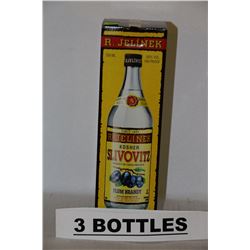 R. JELINEK
R. JELINEK
KOSHER
SLIVOVITZ
PLUM BRANDY
3 BOTTLES